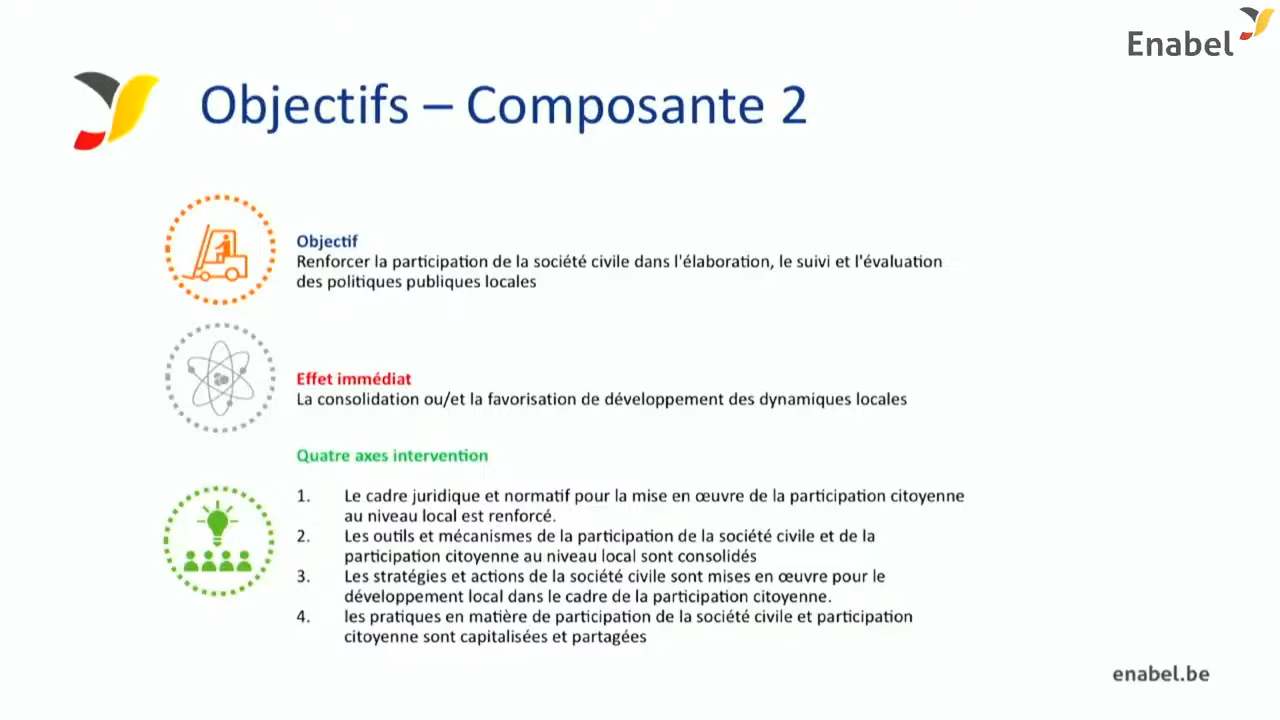 Enabel
Objectifs – Composante 2
Objectif
Renforcer la participation de la société civile dans l'élaboration, le suivi et l'évaluation
des politiques publiques locales
Effet immédiat
La consolidation ou/et la favorisation de développement des dynamiques locales
Quatre axes intervention
1. Le cadre juridique et normatif pour la mise en œuvre de la participation citoyenne
au niveau local est renforcé.
2. Les outils et mécanismes de la participation de la société civile et de la
participation citoyenne au niveau local sont consolidés
3. Les stratégies et actions de la société civile sont mises en œuvre pour le
développement local dans le cadre de la participation citoyenne.
4. les pratiques en matière de participation de la société civile et participation
citoyenne sont capitalisées et partagées
enabel.be